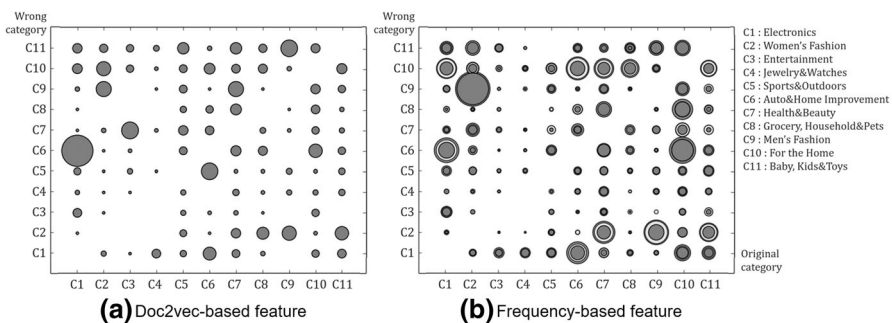 Wrong
category
C11
C10
C9
C8
C7
C6
C5
C4
C3
C2
C1
C1 C2 C3 C4 C5 C6 C7 C8 C9 C10 C11
(a) Doc2vec-based feature
Wrong
category
C11
C10
C9
C8
C7
C6
C5
C4
C3
C2
C1
C1 C2 C3 C4 C5 C6 C7 C8 C9 C10 C11
Original
category
(b) Frequency-based feature
C1 : Electronics
C2 : Women's Fashion
C3 : Entertainment
C4 : Jewelry&Watches
C5 : Sports&Outdoors
C6 : Auto&Home Improvement
C7 : Health&Beauty
C8 : Grocery, Household&Pets
C9 : Men's Fashion
C10 : For the Home
C11 : Baby, Kids&Toys